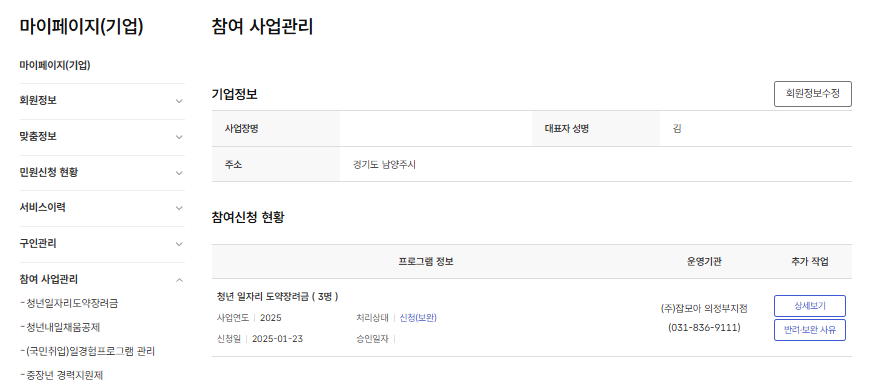 마이페이지(기업)
마이페이지(기업)
회원정보
맞춤정보
민원신청 현황
서비스이력
구인관리
참여 사업관리
-청년일자리도약장려금
-청년내일채움공제
-(국민취업)일경험프로그램 관리
-중장년 경력지원제
참여 사업관리
기업정보
회원정보수정
사업장명
대표자 성명 김
주소 경기도 남양주시
참여신청 현황
프로그램 정보 운영기관 추가 작업
청년 일자리 도약장려금 ( 3명 )
사업연도 | 2025 처리상태 | 신청(보완)
신청일 | 2025-01-23 승인일자 |
(주)잡모아 의정부지점
(031-836-9111)
상세보기
반려·보완 사유